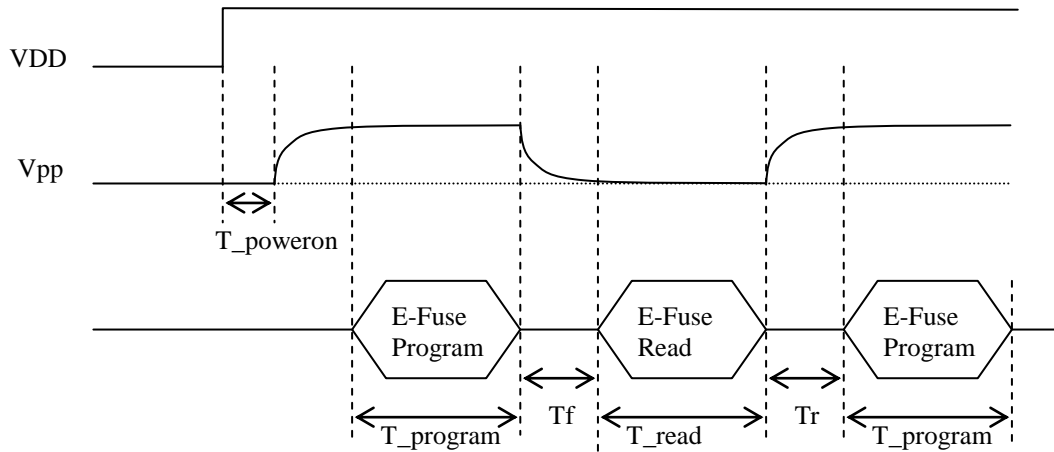 VDD
Vpp
T_poweron
E-Fuse
Program
E-Fuse
Read
E-Fuse
Program
T_program
Tf
T_read
Tr
T_program